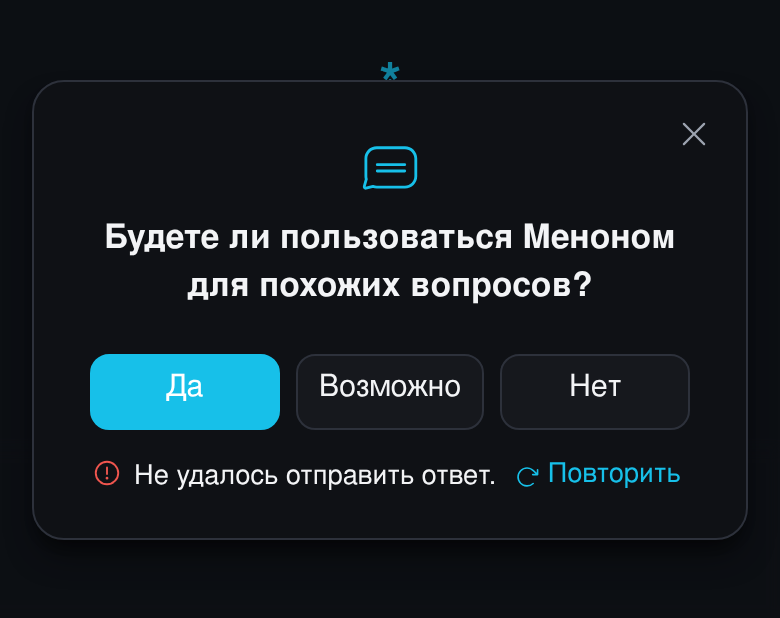 *
Будете ли пользоваться Меноном
для похожих вопросов?
Да
Возможно
Нет
Не удалось отправить ответ.
Повторить